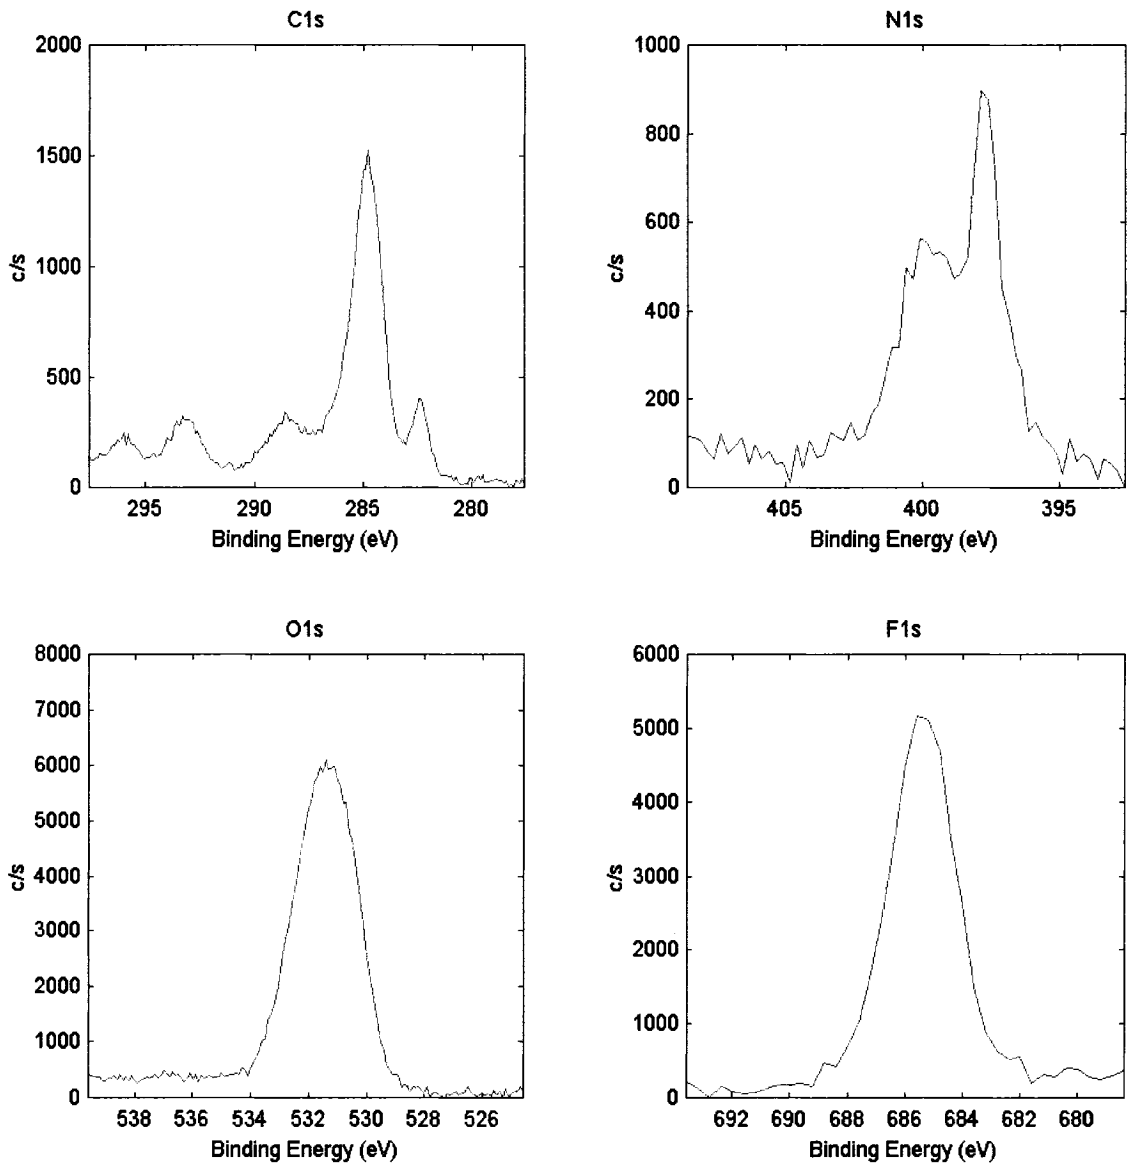 C1s
2000
1500
1000
500
0
c/s
295 290 285 280
Binding Energy (eV)
N1s
1000
800
600
400
200
0
c/s
405 400 395
Binding Energy (eV)
O1s
8000
7000
6000
5000
4000
3000
2000
1000
0
c/s
538 536 534 532 530 528 526
Binding Energy (eV)
F1s
6000
5000
4000
3000
2000
1000
0
c/s
692 690 688 686 684 682 680
Binding Energy (eV)